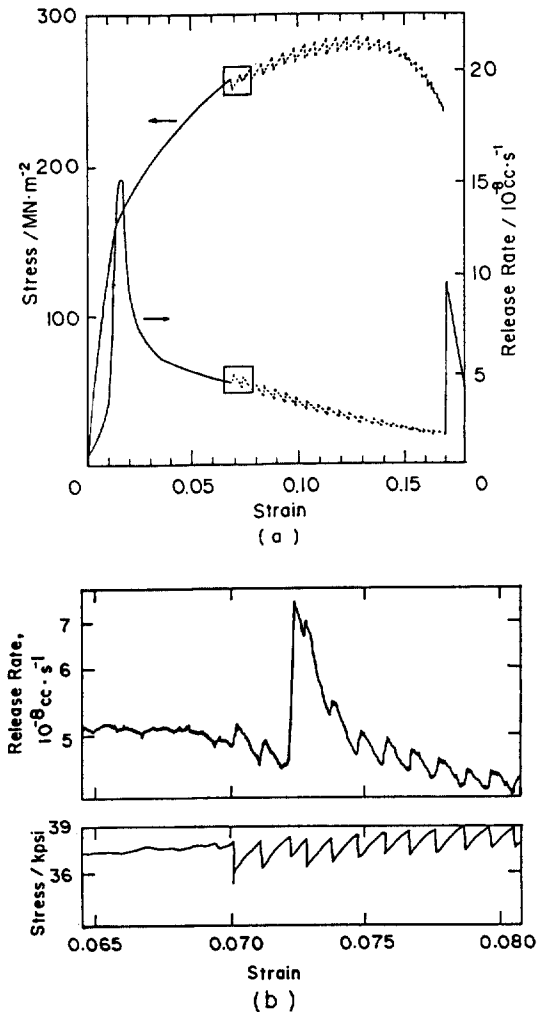 300
200
100
0
Stress / MN·m⁻²
20
15
10
5
0
Release Rate / 10⁻⁸cc·s⁻¹
0.05
0.10
0.15
Strain
(a)
7
6
5
Release Rate,
10⁻⁸cc·s⁻¹
39
36
Stress / kpsi
0.065
0.070
0.075
0.080
Strain
(b)